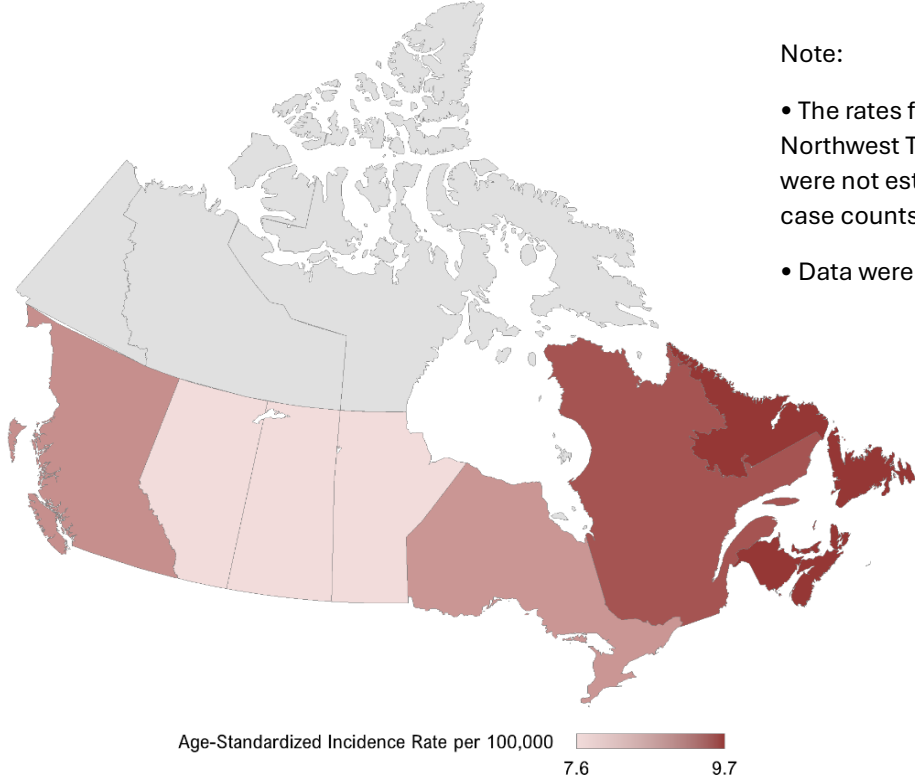 Note:
• The rates f
Northwest T
were not est
case counts
• Data were
Age-Standardized Incidence Rate per 100,000
7.6
9.7